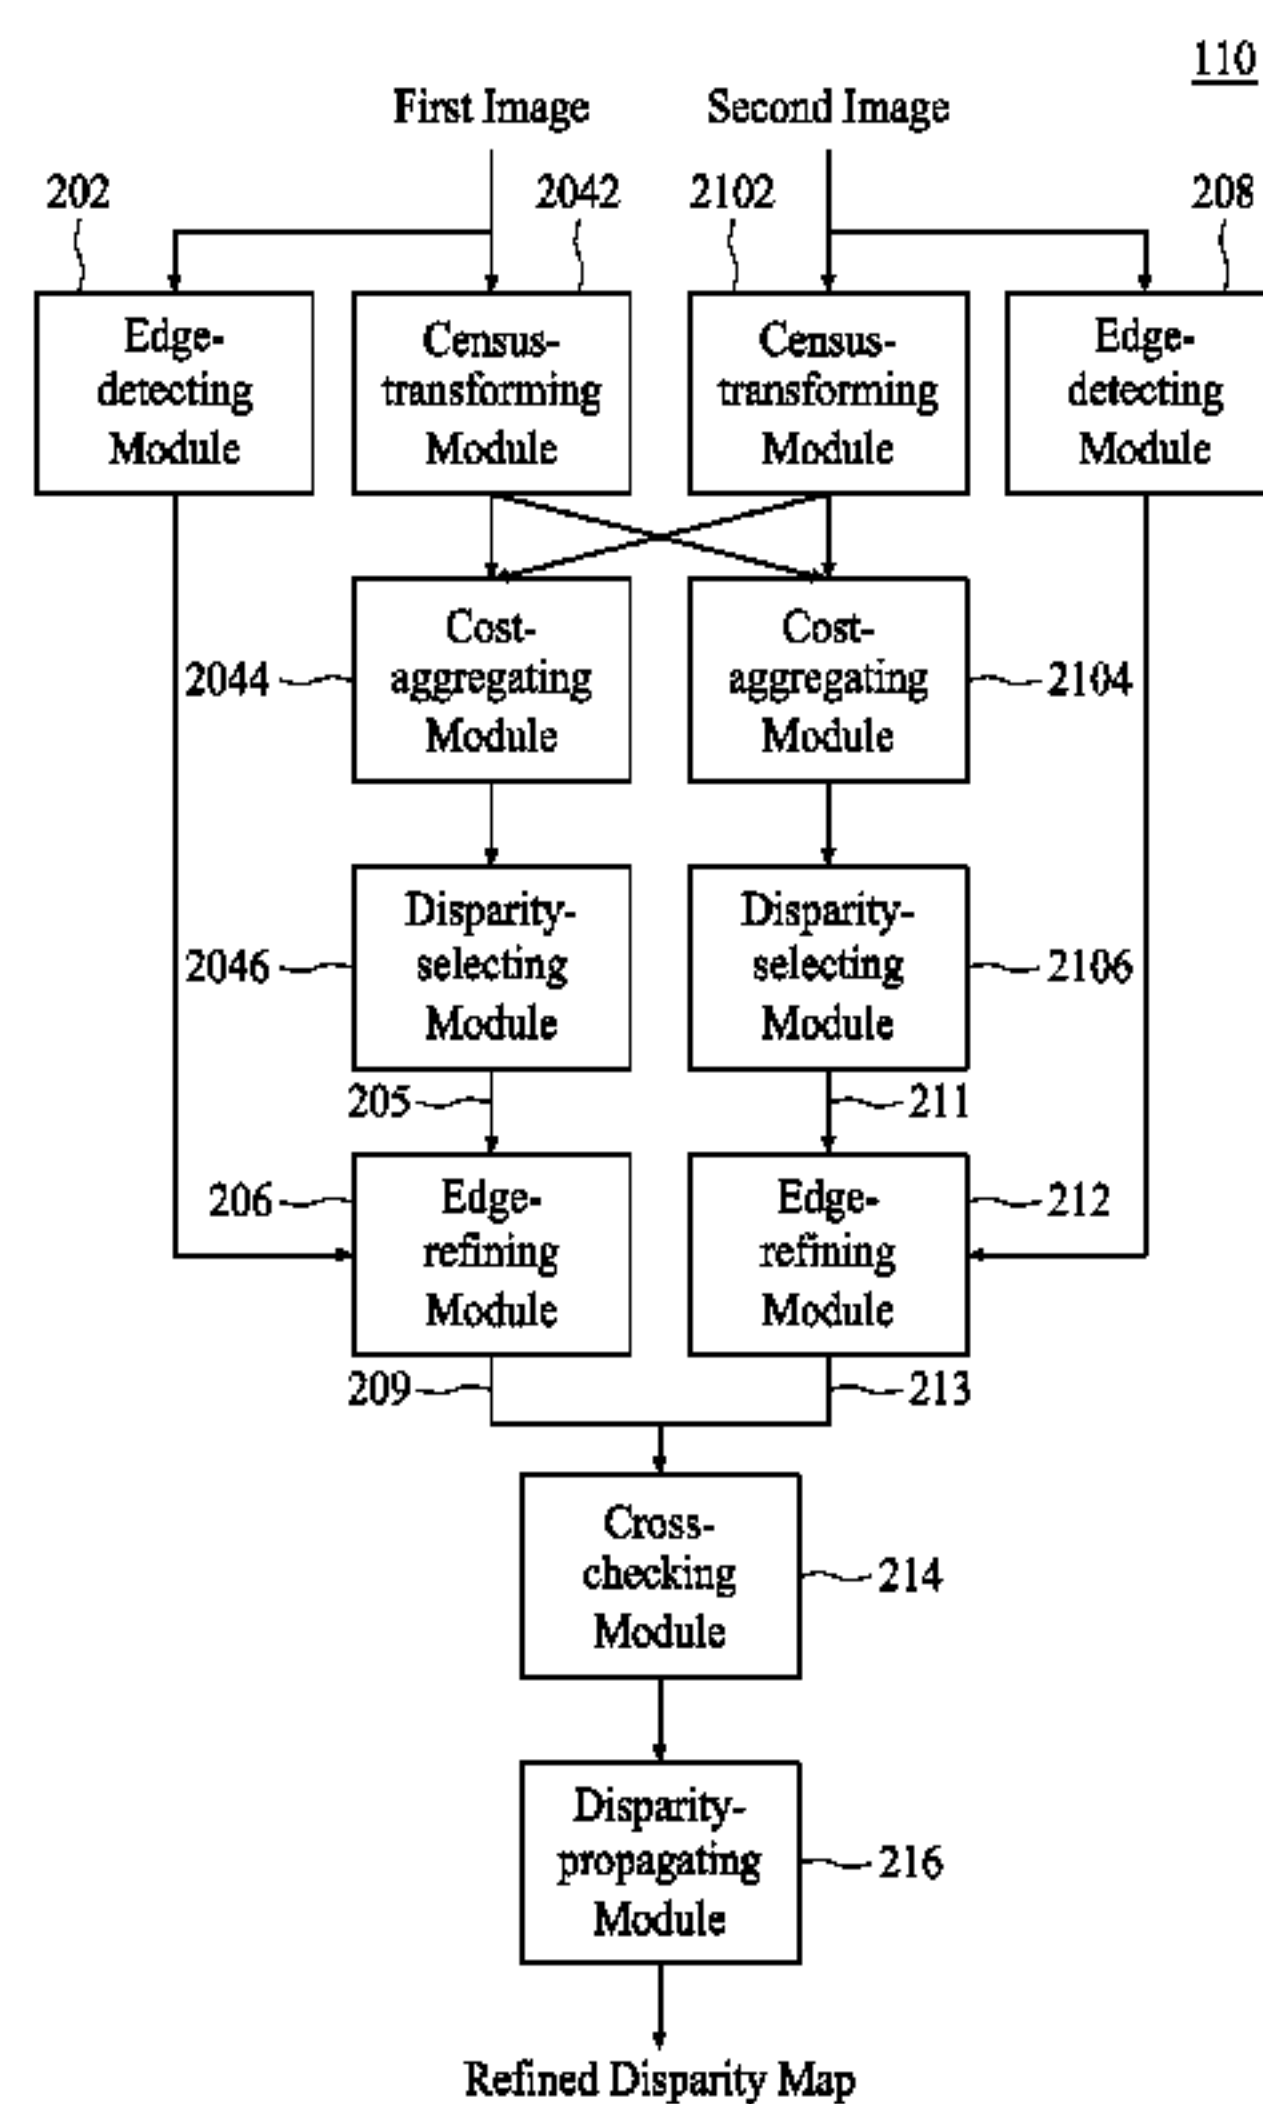 110
First Image
Second Image
202
2042
2102
208
Edge-
detecting
Module
Census-
transforming
Module
Census-
transforming
Module
Edge-
detecting
Module
2044
Cost-
aggregating
Module
Cost-
aggregating
Module
2104
2046
Disparity-
selecting
Module
Disparity-
selecting
Module
2106
205
211
206
Edge-
refining
Module
Edge-
refining
Module
212
209
213
Cross-
checking
Module
214
Disparity-
propagating
Module
216
Refined Disparity Map